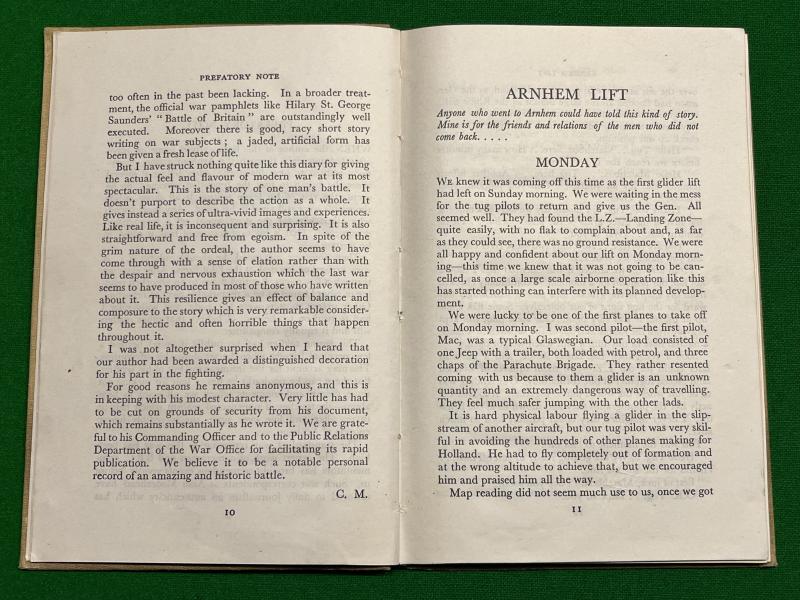 PREFATORY NOTE
too often in the past been lacking. In a broader treat-
ment, the official war pamphlets like Hilary St. George
Saunders' "Battle of Britain" are outstandingly well
executed. Moreover there is good, racy short story
writing on war subjects; a jaded, artificial form has
been given a fresh lease of life.
But I have struck nothing quite like this diary for giving
the actual feel and flavour of modern war at its most
spectacular. This is the story of one man's battle. It
doesn't purport to describe the action as a whole. It
gives instead a series of ultra-vivid images and experiences.
Like real life, it is inconsequent and surprising. It is also
straightforward and free from egoism. In spite of the
grim nature of the ordeal, the author seems to have
come through with a sense of elation rather than with
the despair and nervous exhaustion which the last war
seems to have produced in most of those who have written
about it. This resilience gives an effect of balance and
composure to the story which is very remarkable consider-
ing the hectic and often horrible things that happen
throughout it.
I was not altogether surprised when I heard that
our author had been awarded a distinguished decoration
for his part in the fighting.
For good reasons he remains anonymous, and this is
in keeping with his modest character. Very little has had
to be cut on grounds of security from his document,
which remains substantially as he wrote it. We are grate-
ful to his Commanding Officer and to the Public Relations
Department of the War Office for facilitating its rapid
publication. We believe it to be a notable personal
record of an amazing and historic battle.
C. M.
10
ARNHEM LIFT
Anyone who went to Arnhem could have told this kind of story.
Mine is for the friends and relations of the men who did not
come back.....
MONDAY
WE knew it was coming off this time as the first glider lift
had left on Sunday morning. We were waiting in the mess
for the tug pilots to return and give us the Gen. All
seemed well. They had found the L.Z.—Landing Zone—
quite easily, with no flak to complain about and, as far
as they could see, there was no ground resistance. We were
all happy and confident about our lift on Monday morn-
ing—this time we knew that it was not going to be can-
celled, as once a large scale airborne operation like this
has started nothing can interfere with its planned develop-
ment.
We were lucky to be one of the first planes to take off
on Monday morning. I was second pilot—the first pilot,
Mac, was a typical Glaswegian. Our load consisted of
one Jeep with a trailer, both loaded with petrol, and three
chaps of the Parachute Brigade. They rather resented
coming with us because to them a glider is an unknown
quantity and an extremely dangerous way of travelling.
They feel much safer jumping with the other lads.
It is hard physical labour flying a glider in the slip-
stream of another aircraft, but our tug pilot was very skil-
ful in avoiding the hundreds of other planes making for
Holland. He had to fly completely out of formation and
at the wrong altitude to achieve that, but we encouraged
him and praised him all the way.
Map reading did not seem much use to us, once we got
11